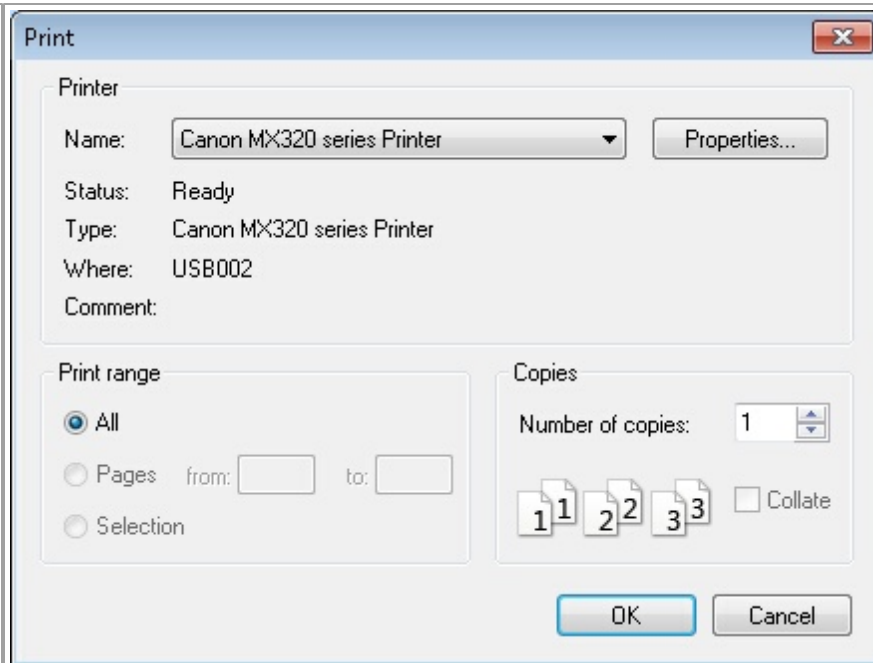 Print
Printer
Name: Canon MX320 series Printer Properties...
Status: Ready
Type: Canon MX320 series Printer
Where: USB002
Comment:
Print range
All
Pages from: to:
Selection
Copies
Number of copies: 1
1 1 2 2 3 3 Collate
OK Cancel